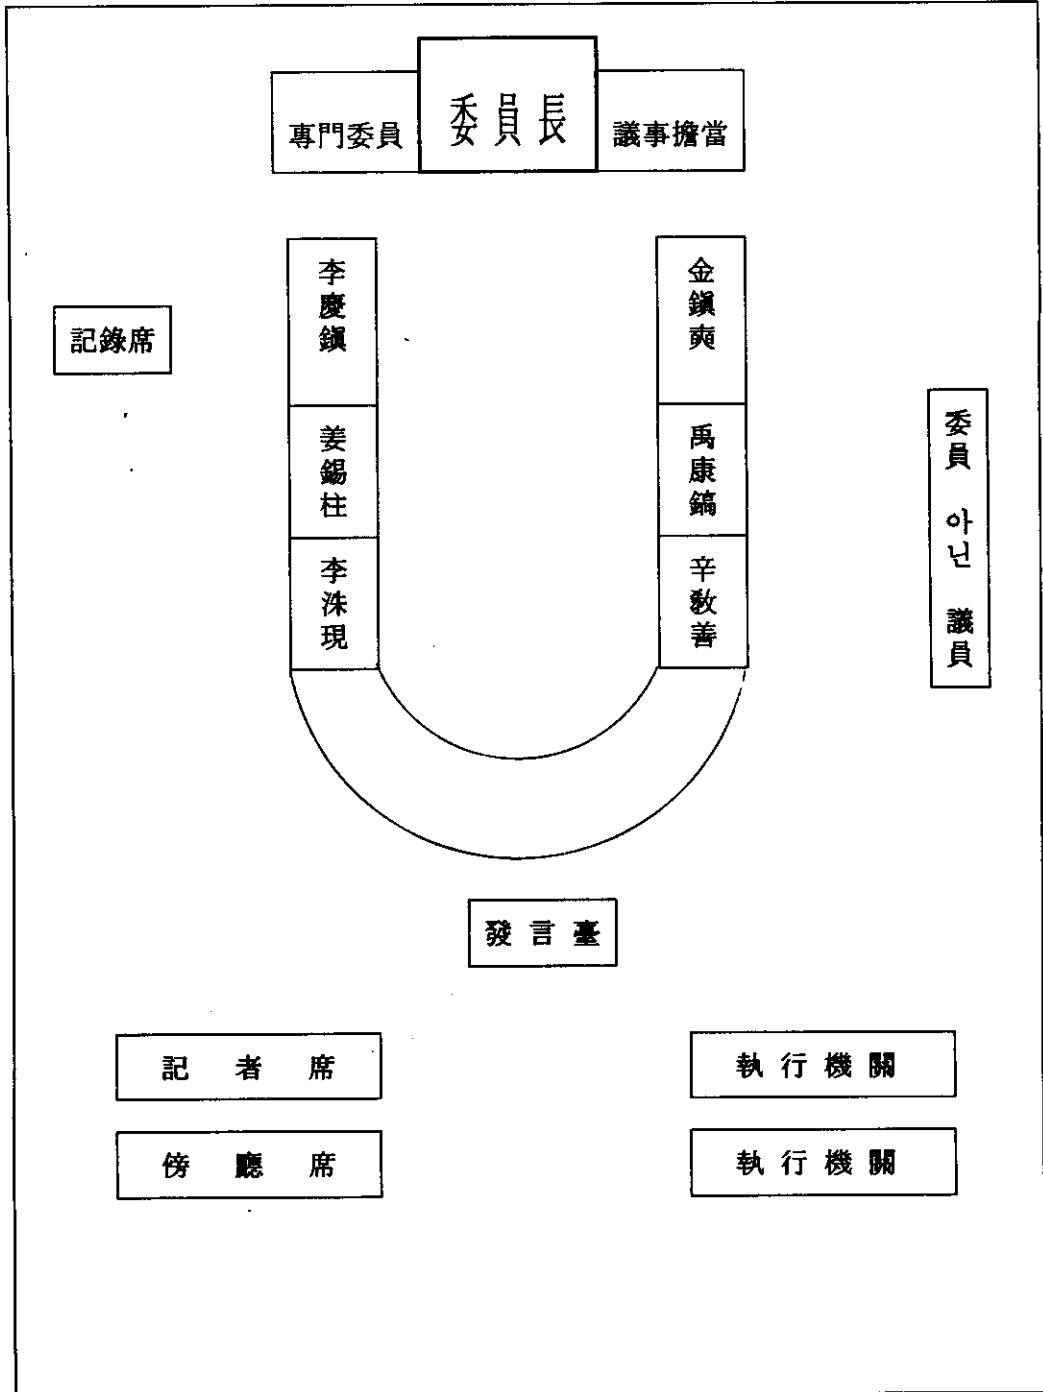 專門委員
委員長
議事擔當
李慶鎭
金鎭奭
記錄席
姜錫柱
禹康鎬
委員 아닌 議員
李洙現
辛敎善
發言臺
記者席
執行機關
傍廳席
執行機關